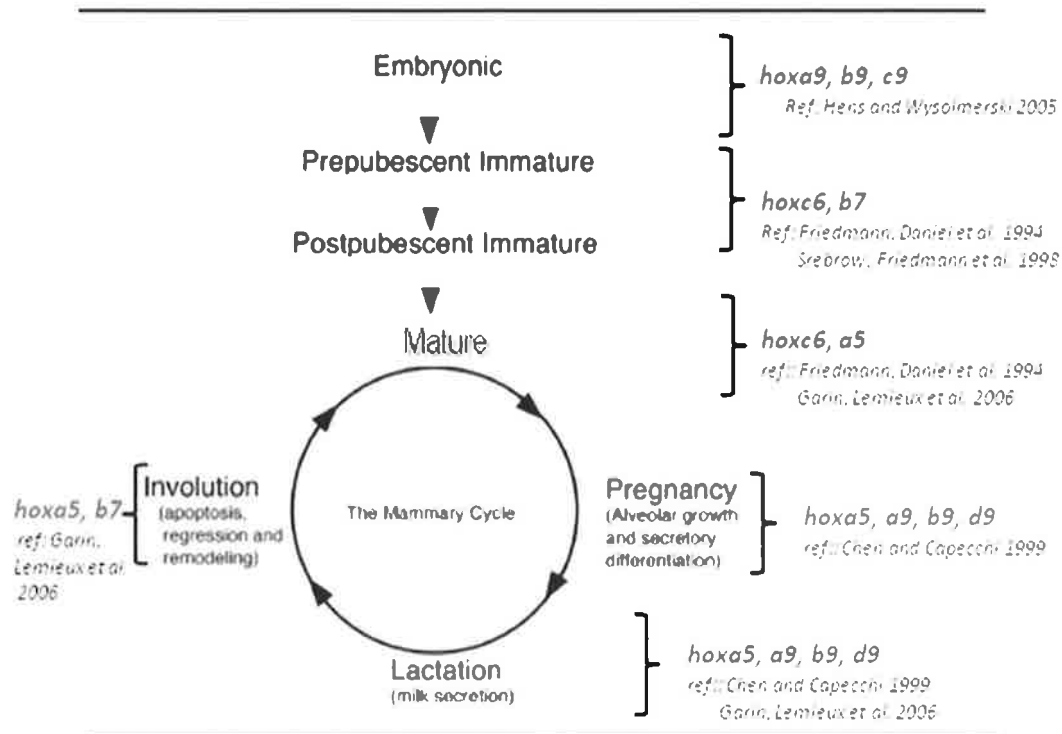 Embryonic
hoxa9, b9, c9
Ref: Hens and Wysolmerski 2005
Prepubescent Immature
hoxc6, b7
Ref: Friedmann, Daniel et al. 1994
Srebrow, Friedmann et al. 1998
Postpubescent Immature
Mature
hoxc6, a5
ref:: Friedmann, Daniel et al. 1994
Garin, Lemieux et al. 2006
The Mammary Cycle
Pregnancy
(Alveolar growth
and secretory
differentiation)
hoxa5, a9, b9, d9
ref:: Chen and Capecchi 1999
Lactation
(milk secretion)
hoxa5, a9, b9, d9
ref:: Chen and Capecchi 1999
Garin, Lemieux et al. 2006
Involution
(apoptosis,
regression and
remodeling)
hoxa5, b7
ref: Garin,
Lemieux et al.
2006